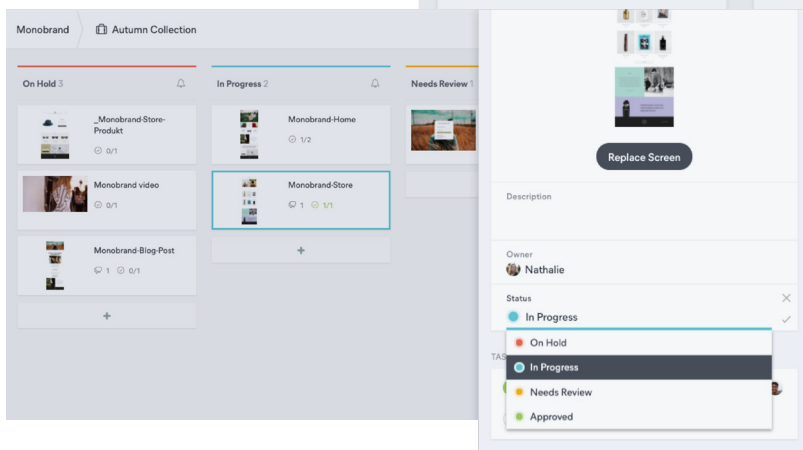 Monobrand
Autumn Collection
On Hold 3
_Monobrand-Store-
Produkt
0/1
Monobrand video
0/1
Monobrand-Blog-Post
1 0/1
+
In Progress 2
Monobrand-Home
1/2
Monobrand-Store
1 1/1
+
Needs Review 1
Replace Screen
Description
Owner
Nathalie
Status
In Progress
TAS
On Hold
In Progress
Needs Review
Approved